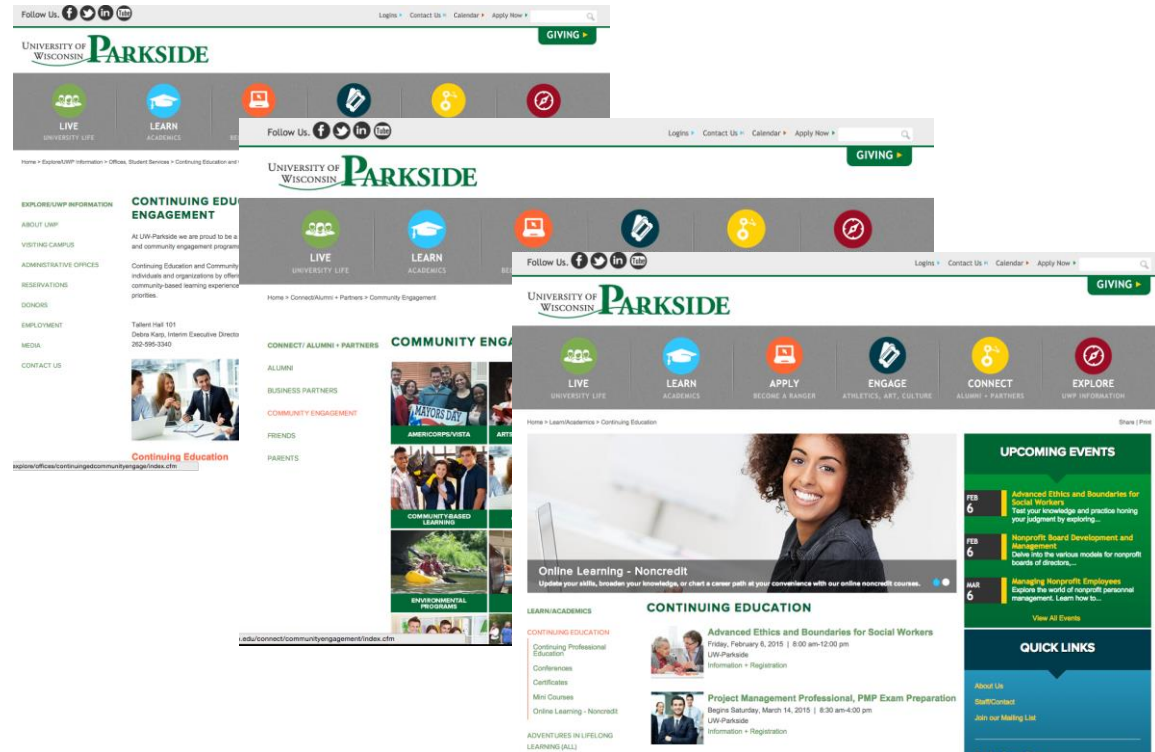 Follow Us.
Logins Contact Us Calendar Apply Now
GIVING
UNIVERSITY OF WISCONSIN PARKSIDE
LIVE
UNIVERSITY LIFE
LEARN
ACADEMICS
Home > Explore/UWP Information > Offices, Student Services > Continuing Education and
EXPLORE/UWP INFORMATION
ABOUT UWP
VISITING CAMPUS
ADMINISTRATIVE OFFICES
RESERVATIONS
DONORS
EMPLOYMENT
MEDIA
CONTACT US
CONTINUING EDU
ENGAGEMENT
At UW-Parkside we are proud to be a
and community engagement program
Continuing Education and Community
individuals and organizations by offeri
community-based learning experience
priorities.
Tallent Hall 101
Debra Karp, Interim Executive Director
262-595-3340
Continuing Education
explore/offices/continuingedcommunityengage/index.cfm
Follow Us.
Logins Contact Us Calendar Apply Now
GIVING
UNIVERSITY OF WISCONSIN PARKSIDE
LIVE
UNIVERSITY LIFE
LEARN
ACADEMICS
Home > Connect/Alumni + Partners > Community Engagement
CONNECT/ ALUMNI + PARTNERS
ALUMNI
BUSINESS PARTNERS
COMMUNITY ENGAGEMENT
FRIENDS
PARENTS
COMMUNITY ENGA
MAYORS DAY
AMERICORPS/VISTA
ARTS
COMMUNITY-BASED
LEARNING
ENVIRONMENTAL
PROGRAMS
.edu/connect/communityengagement/index.cfm
Follow Us.
Logins Contact Us Calendar Apply Now
GIVING
UNIVERSITY OF WISCONSIN PARKSIDE
LIVE
UNIVERSITY LIFE
LEARN
ACADEMICS
APPLY
BECOME A RANGER
ENGAGE
ATHLETICS, ART, CULTURE
CONNECT
ALUMNI + PARTNERS
EXPLORE
UWP INFORMATION
Home > Learn/Academics > Continuing Education
Share | Print
Online Learning - Noncredit
Update your skills, broaden your knowledge, or chart a career path at your convenience with our online noncredit courses.
UPCOMING EVENTS
FEB 6
Advanced Ethics and Boundaries for
Social Workers
Test your knowledge and practice honing
your judgment by exploring...
FEB 6
Nonprofit Board Development and
Management
Delve into the various models for nonprofit
boards of directors,...
MAR 6
Managing Nonprofit Employees
Explore the world of nonprofit personnel
management. Learn how to...
View All Events
LEARN/ACADEMICS
CONTINUING EDUCATION
Continuing Professional
Education
Conferences
Certificates
Mini Courses
Online Learning - Noncredit
ADVENTURES IN LIFELONG
LEARNING (ALL)
CONTINUING EDUCATION
Advanced Ethics and Boundaries for Social Workers
Friday, February 6, 2015 | 8:00 am-12:00 pm
UW-Parkside
Information + Registration
Project Management Professional, PMP Exam Preparation
Begins Saturday, March 14, 2015 | 8:30 am-4:00 pm
UW-Parkside
Information + Registration
QUICK LINKS
About Us
Staff/Contact
Join our Mailing List